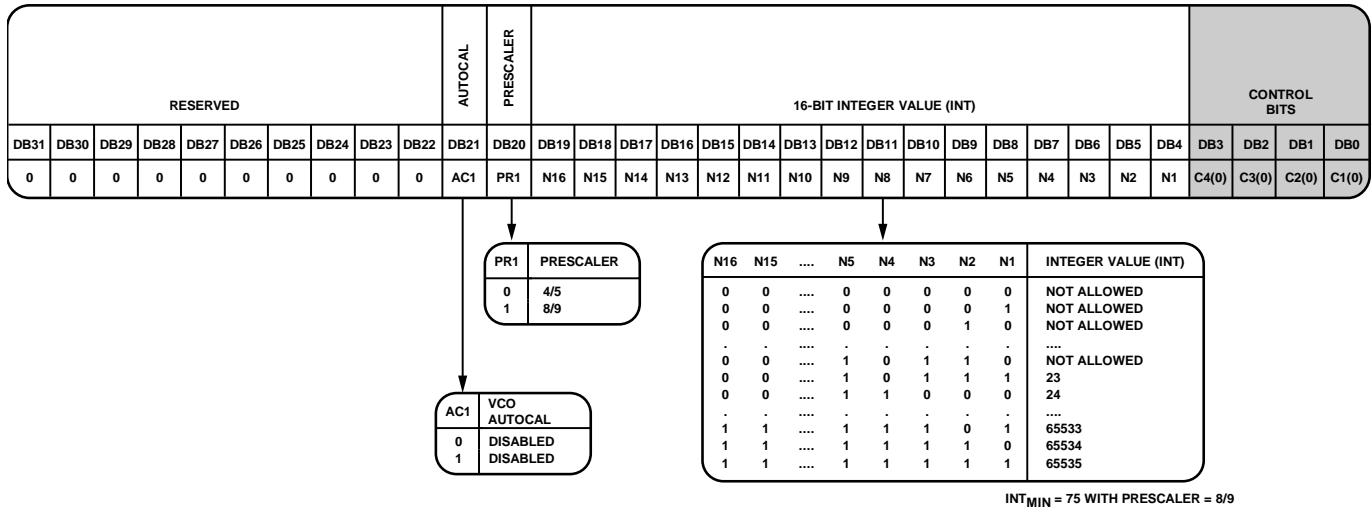 RESERVED AUTOCAL PRESCALER 16-BIT INTEGER VALUE (INT) CONTROL BITS
DB31 DB30 DB29 DB28 DB27 DB26 DB25 DB24 DB23 DB22 DB21 DB20 DB19 DB18 DB17 DB16 DB15 DB14 DB13 DB12 DB11 DB10 DB9 DB8 DB7 DB6 DB5 DB4 DB3 DB2 DB1 DB0
0 0 0 0 0 0 0 0 0 0 AC1 PR1 N16 N15 N14 N13 N12 N11 N10 N9 N8 N7 N6 N5 N4 N3 N2 N1 C4(0) C3(0) C2(0) C1(0)
PR1 PRESCALER
0 4/5
1 8/9
AC1 VCO AUTOCAL
0 DISABLED
1 DISABLED
N16 N15 .... N5 N4 N3 N2 N1 INTEGER VALUE (INT)
0 0 .... 0 0 0 0 0 NOT ALLOWED
0 0 .... 0 0 0 0 1 NOT ALLOWED
0 0 .... 0 0 0 1 0 NOT ALLOWED
. . .... . . . . . ....
0 0 .... 1 0 1 1 0 NOT ALLOWED
0 0 .... 1 0 1 1 1 23
0 0 .... 1 1 0 0 0 24
. . .... . . . . . ....
1 1 .... 1 1 1 0 1 65533
1 1 .... 1 1 1 1 0 65534
1 1 .... 1 1 1 1 1 65535
INTMIN = 75 WITH PRESCALER = 8/9